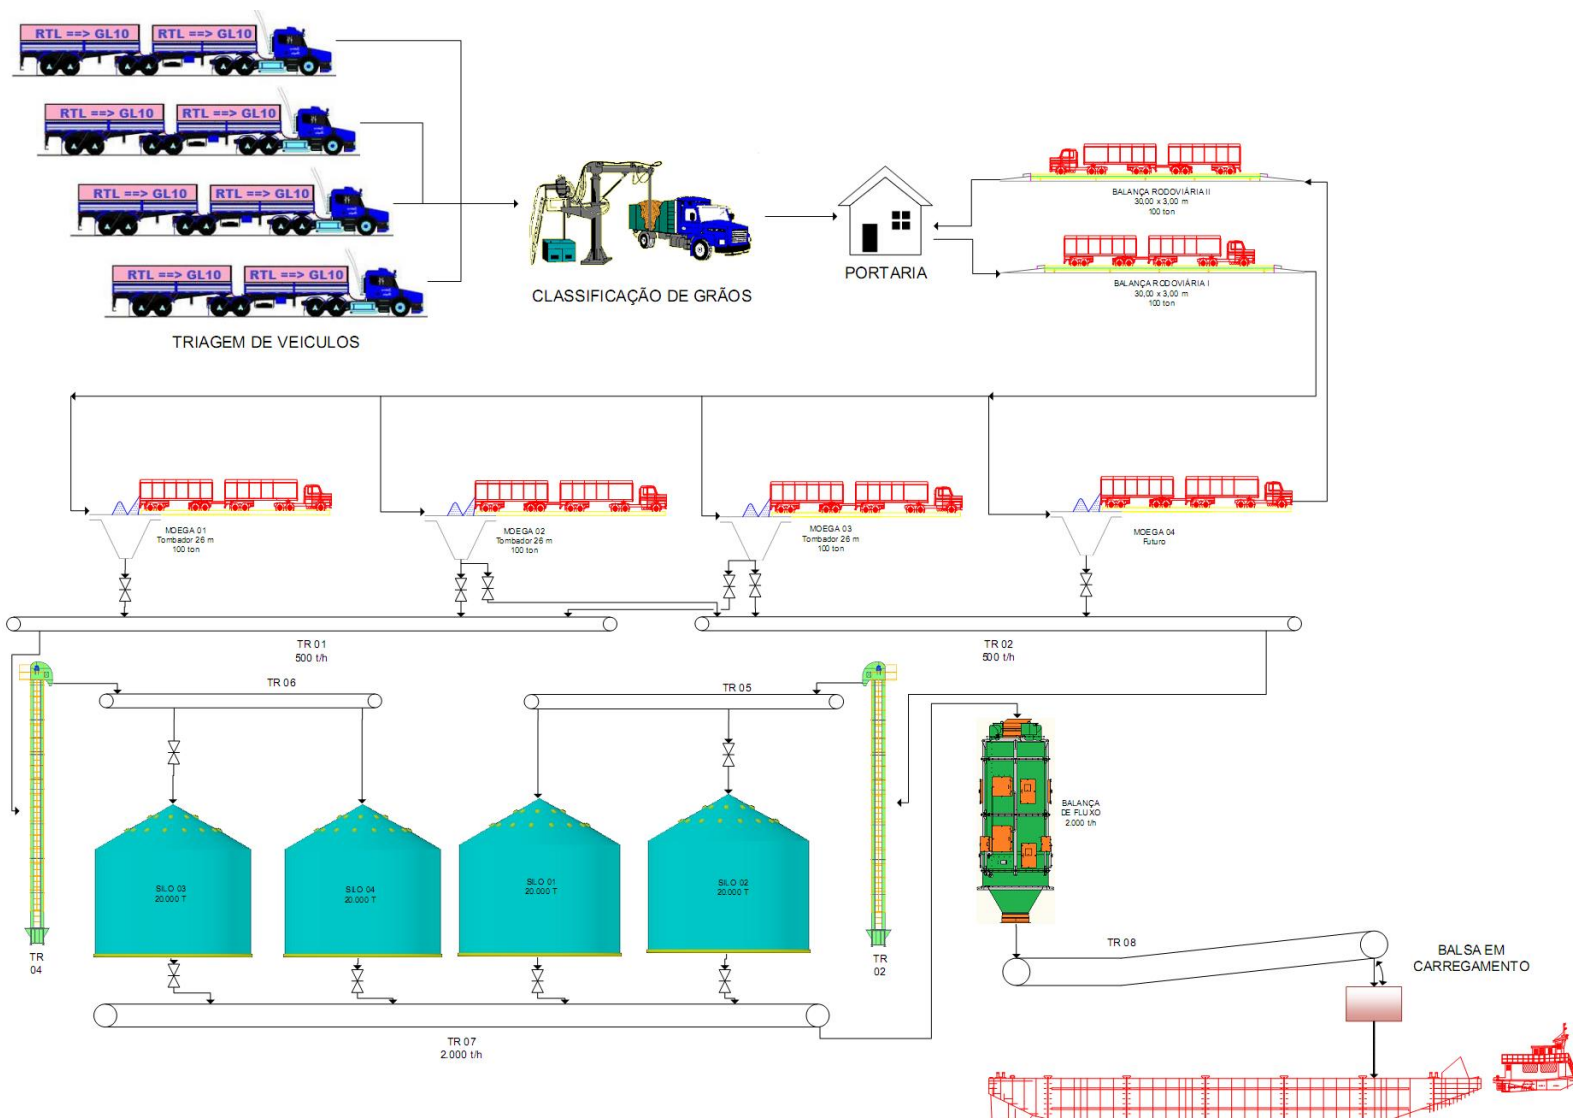 RTL ==> GL10
RTL ==> GL10
RTL ==> GL10
RTL ==> GL10
RTL ==> GL10
RTL ==> GL10
RTL ==> GL10
RTL ==> GL10
TRIAGEM DE VEICULOS
CLASSIFICAÇÃO DE GRÃOS
PORTARIA
BALANÇA RODOVIÁRIA II
30,00 x 3,00 m
100 ton
BALANÇA RODOVIÁRIA I
30,00 x 3,00 m
100 ton
MOEGA 01
Tombador 26 m
100 ton
MOEGA 02
Tombador 26 m
100 ton
MOEGA 03
Tombador 26 m
100 ton
MOEGA 04
Futuro
TR 01
500 t/h
TR 02
500 t/h
TR 06
TR 05
SILO 03
20.000 T
SILO 04
20.000 T
SILO 01
20.000 T
SILO 02
20.000 T
BALANÇA
DE FLUXO
2.000 t/h
TR
04
TR
02
TR 08
BALSA EM
CARREGAMENTO
TR 07
2.000 t/h